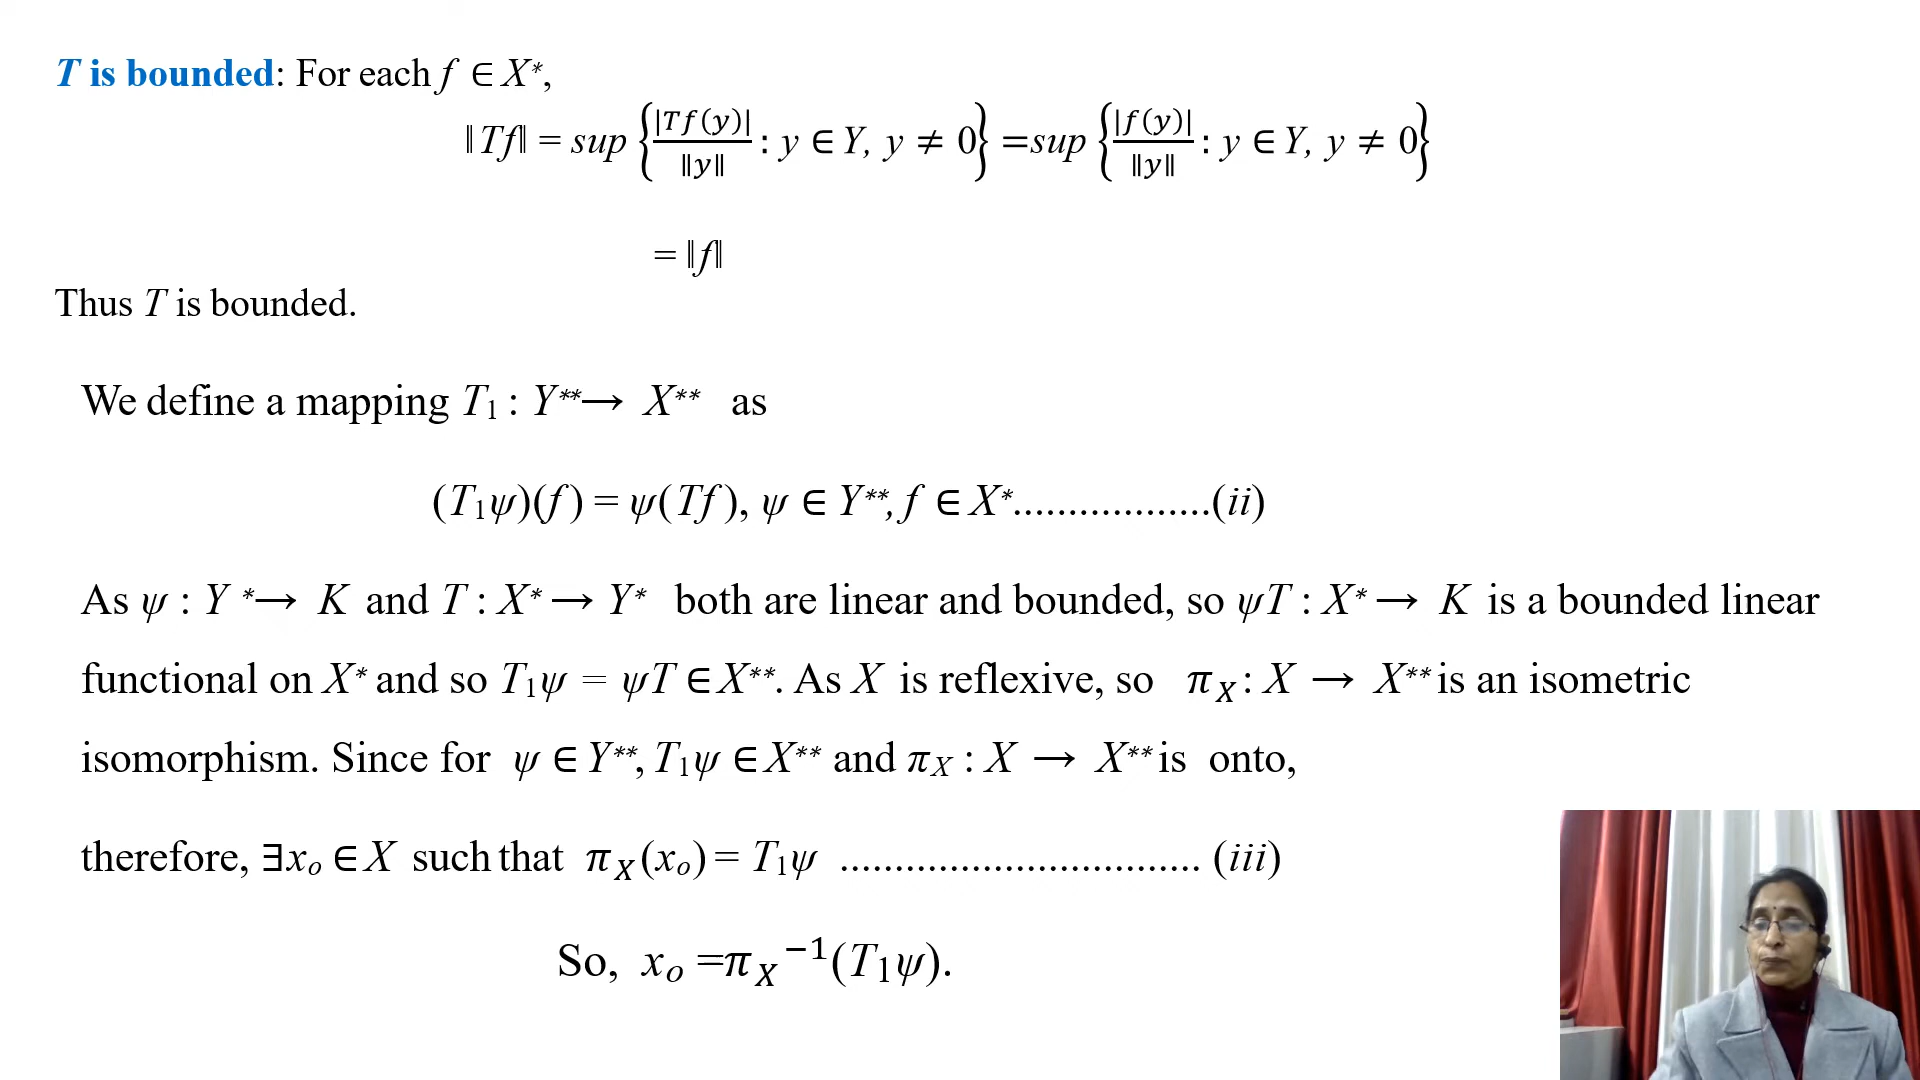 T is bounded: For each f ∈ X*,
‖Tf‖ = sup {|Tf(y)|/‖y‖ : y ∈ Y, y ≠ 0} =sup {|f(y)|/‖y‖ : y ∈ Y, y ≠ 0}
= ‖f‖
Thus T is bounded.
We define a mapping T₁ : Y**→ X** as
(T₁ψ)(f) = ψ(Tf), ψ ∈ Y**, f ∈ X*..................(ii)
As ψ : Y *→ K and T : X* → Y* both are linear and bounded, so ψT : X* → K is a bounded linear
functional on X* and so T₁ψ = ψT ∈ X**. As X is reflexive, so π_X : X → X** is an isometric
isomorphism. Since for ψ ∈ Y**, T₁ψ ∈ X** and π_X : X → X** is onto,
therefore, ∃x₀ ∈ X such that π_X(x₀) = T₁ψ ................................. (iii)
So, x₀ =π_X⁻¹(T₁ψ).